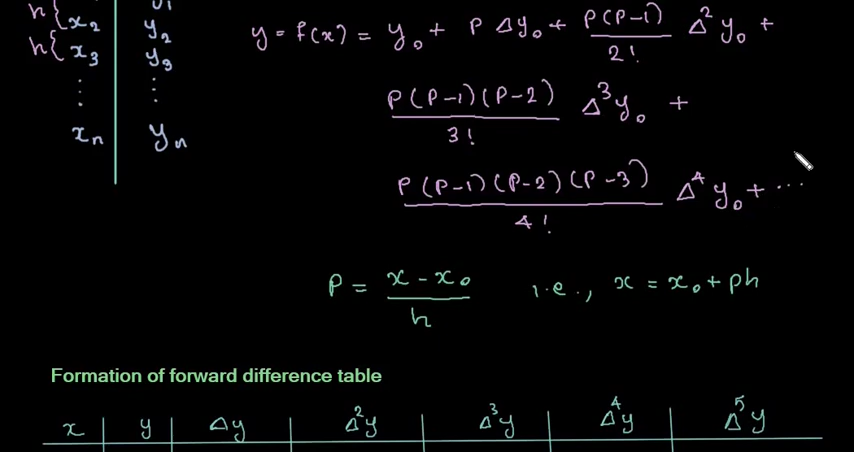 h{ x₂ y₂
h{ x₃ y₃
⋮ ⋮
xₙ yₙ
y = f(x) = y₀ + P Δy₀ + P(P-1)/2! Δ²y₀ +
P(P-1)(P-2)/3! Δ³y₀ +
P(P-1)(P-2)(P-3)/4! Δ⁴y₀ + ...
P = x - x₀/h i.e., x = x₀ + ph
Formation of forward difference table
x y Δy Δ²y Δ³y Δ⁴y Δ⁵y